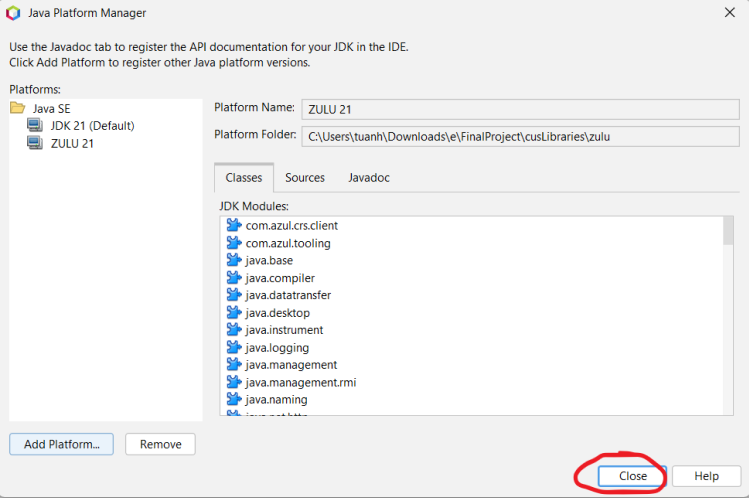 Java Platform Manager
Use the Javadoc tab to register the API documentation for your JDK in the IDE.
Click Add Platform to register other Java platform versions.
Platforms:
Java SE
JDK 21 (Default)
ZULU 21
Platform Name: ZULU 21
Platform Folder: C:\Users\tuanh\Downloads\e\FinalProject\cusLibraries\zulu
Classes Sources Javadoc
JDK Modules:
com.azul.crs.client
com.azul.tooling
java.base
java.compiler
java.datatransfer
java.desktop
java.instrument
java.logging
java.management
java.management.rmi
java.naming
Add Platform... Remove
Close Help